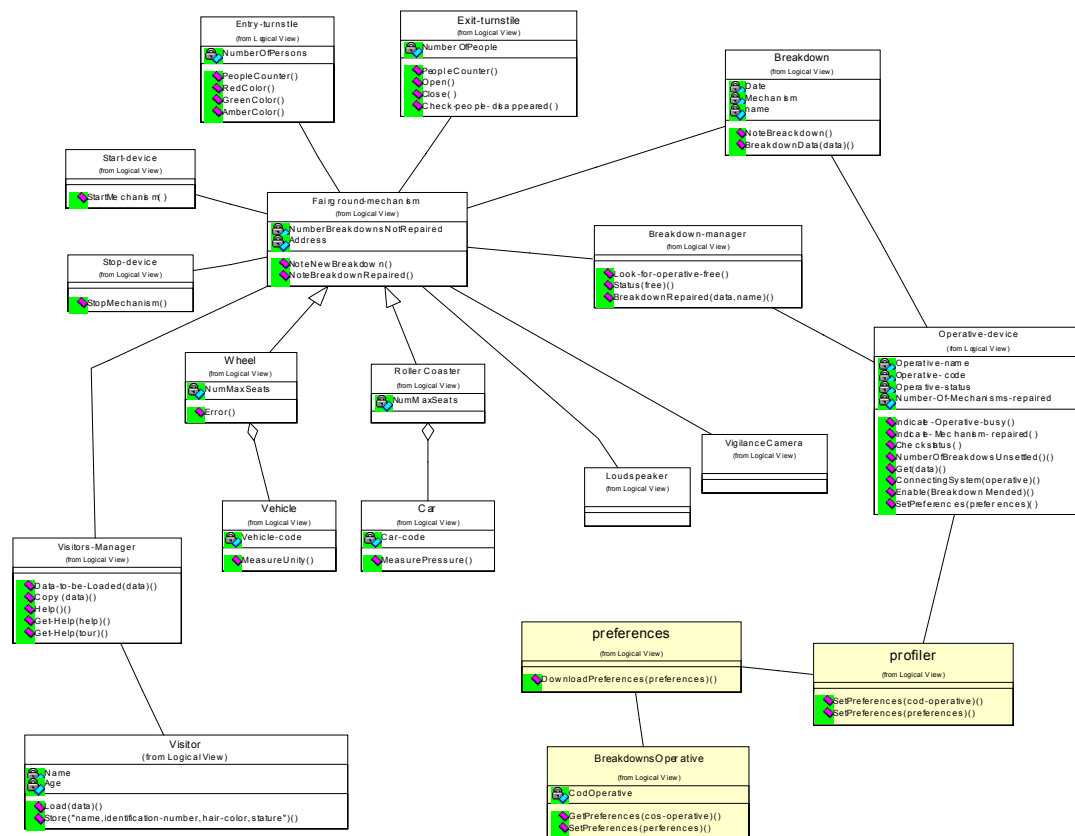 Entry-turnstle
(from Logical View)
NumberOfPersons
PeopleCounter()
RedColor()
GreenColor()
AmberColor()
Exit-turnstile
(from Logical View)
NumberOfPeople
PeopleCounter()
Open()
Close()
Check-people-disappeared()
Breakdown
(from Logical View)
Date
Mechanism
name
NoteBreackdown()
BreakdownData(data)()
Start-device
(from Logical View)
StartMechanism()
Fairground-mechanism
(from Logical View)
NumberBreakdownsNotRepaired
Address
NoteNewBreakdown()
NoteBreakdownRepaired()
Stop-device
(from Logical View)
StopMechanism()
Breakdown-manager
(from Logical View)
Look-for-operative-free()
Status(free)()
BreakdownRepaired(data,name)()
Operative-device
(from Logical View)
Operative-name
Operative-code
Operative-status
Number-Of-Mechanisms-repaired
Indicate-Operative-busy()
Indicate-Mechanism-repaired()
Checkstatus()
NumberOfBreakdowsUnsettled()()
Get(data)()
ConnectingSystem(operative)()
Enable(BreakdownMended)()
SetPreferences(preferences)()
Wheel
(from Logical View)
NumMaxSeats
Error()
Roller Coaster
(from Logical View)
NumMaxSeats
VigilanceCamera
(from Logical View)
Loudspeaker
(from Logical View)
Vehicle
(from Logical View)
Vehicle-code
MeasureUnity()
Car
(from Logical View)
Car-code
MeasurePressure()
Visitors-Manager
(from Logical View)
Data-to-be-Loaded(data)()
Copy(data)()
Help()()
Get-Help(help)()
Get-Help(tour)()
preferences
(from Logical View)
DownloadPreferences(preferences)()
profiler
(from Logical View)
SetPreferences(cod-operative)()
SetPreferences(preferences)()
Visitor
(from Logical View)
Name
Age
Load(data)()
Store("name,identification-number,hair-color,stature")()
BreakdownsOperative
(from Logical View)
CodOperative
GetPreferences(cos-operative)()
SetPreferences(perferences)()